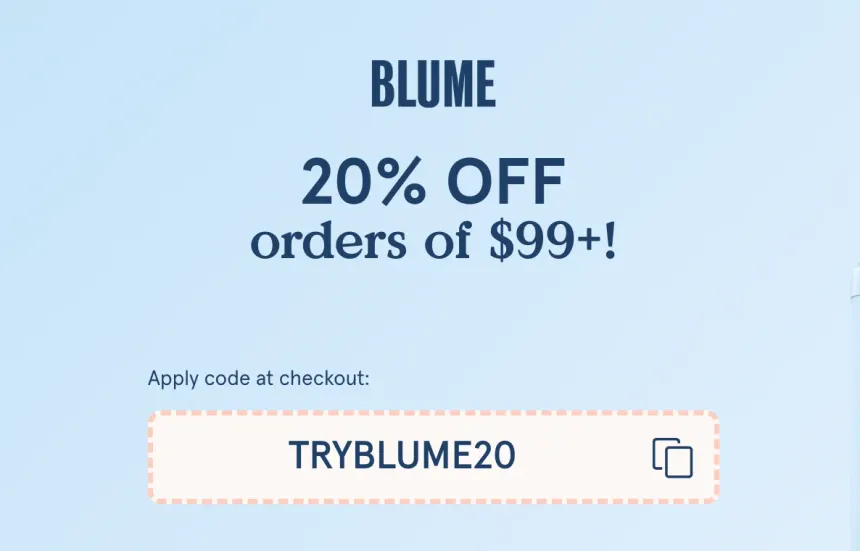 BLUME
20% OFF
orders of $99+!
Apply code at checkout:
TRYBLUME20